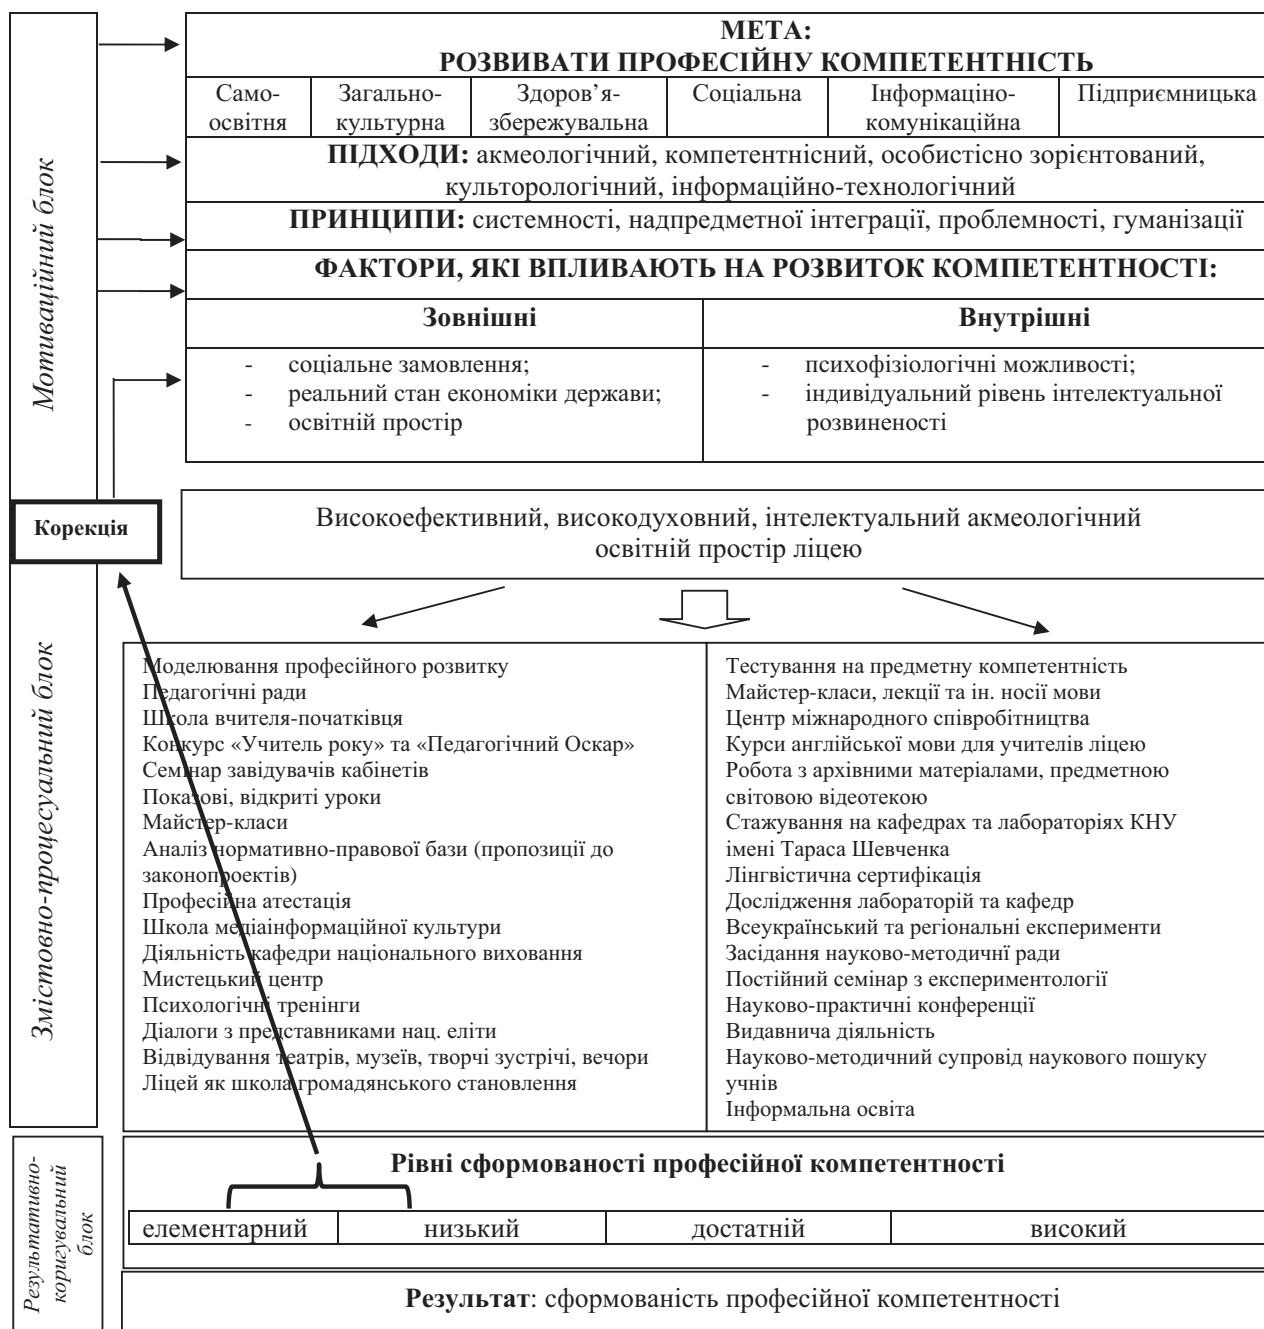 МЕТА:
РОЗВИВАТИ ПРОФЕСІЙНУ КОМПЕТЕНТНІСТЬ
Само-
освітня
Загально-
культурна
Здоров'я-
збережувальна
Соціальна
Інформаціно-
комунікаційна
Підприємницька
ПІДХОДИ: акмеологічний, компетентнісний, особистісно зорієнтований,
культорологічний, інформаційно-технологічний
ПРИНЦИПИ: системності, надпредметної інтеграції, проблемності, гуманізації
ФАКТОРИ, ЯКІ ВПЛИВАЮТЬ НА РОЗВИТОК КОМПЕТЕНТНОСТІ:
Зовнішні
- соціальне замовлення;
- реальний стан економіки держави;
- освітній простір
Внутрішні
- психофізіологічні можливості;
- індивідуальний рівень інтелектуальної
розвиненості
Мотиваційний блок
Корекція
Високоефективний, високодуховний, інтелектуальний акмеологічний
освітній простір ліцею
Змістовно-процесуальний блок
Моделювання професійного розвитку
Педагогічні ради
Школа вчителя-початківця
Конкурс «Учитель року» та «Педагогічний Оскар»
Семінар завідувачів кабінетів
Показові, відкриті уроки
Майстер-класи
Аналіз нормативно-правової бази (пропозиції до
законопроектів)
Професійна атестація
Школа медіаінформаційної культури
Діяльність кафедри національного виховання
Мистецький центр
Психологічні тренінги
Діалоги з представниками нац. еліти
Відвідування театрів, музеїв, творчі зустрічі, вечори
Ліцей як школа громадянського становлення
Тестування на предметну компетентність
Майстер-класи, лекції та ін. носії мови
Центр міжнародного співробітництва
Курси англійської мови для учителів ліцею
Робота з архівними матеріалами, предметною
світовою відеотекою
Стажування на кафедрах та лабораторіях КНУ
імені Тараса Шевченка
Лінгвістична сертифікація
Дослідження лабораторій та кафедр
Всеукраїнський та регіональні експерименти
Засідання науково-методичні ради
Постійний семінар з експериментології
Науково-практичні конференції
Видавнича діяльність
Науково-методичний супровід наукового пошуку
учнів
Інформальна освіта
Результативно-
коригувальний
блок
Рівні сформованості професійної компетентності
елементарний
низький
достатній
високий
Результат: сформованість професійної компетентності